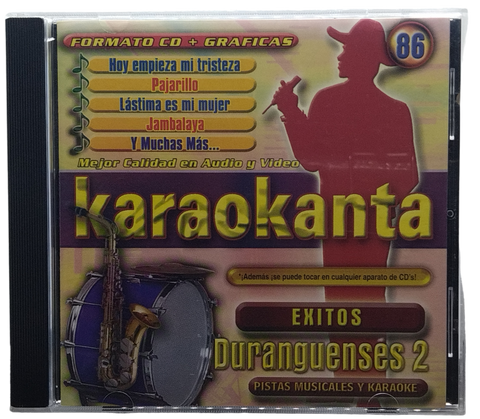 FORMATO CD + GRAFICAS
86
Hoy empieza mi tristeza
Pajarillo
Lástima es mi mujer
Jambalaya
Y Muchas Más...
Mejor Calidad en Audio y Video
karaokanta
*¡Además ¡se puede tocar en cualquier aparato de CD's!
EXITOS
Duranguenses 2
PISTAS MUSICALES Y KARAOKE